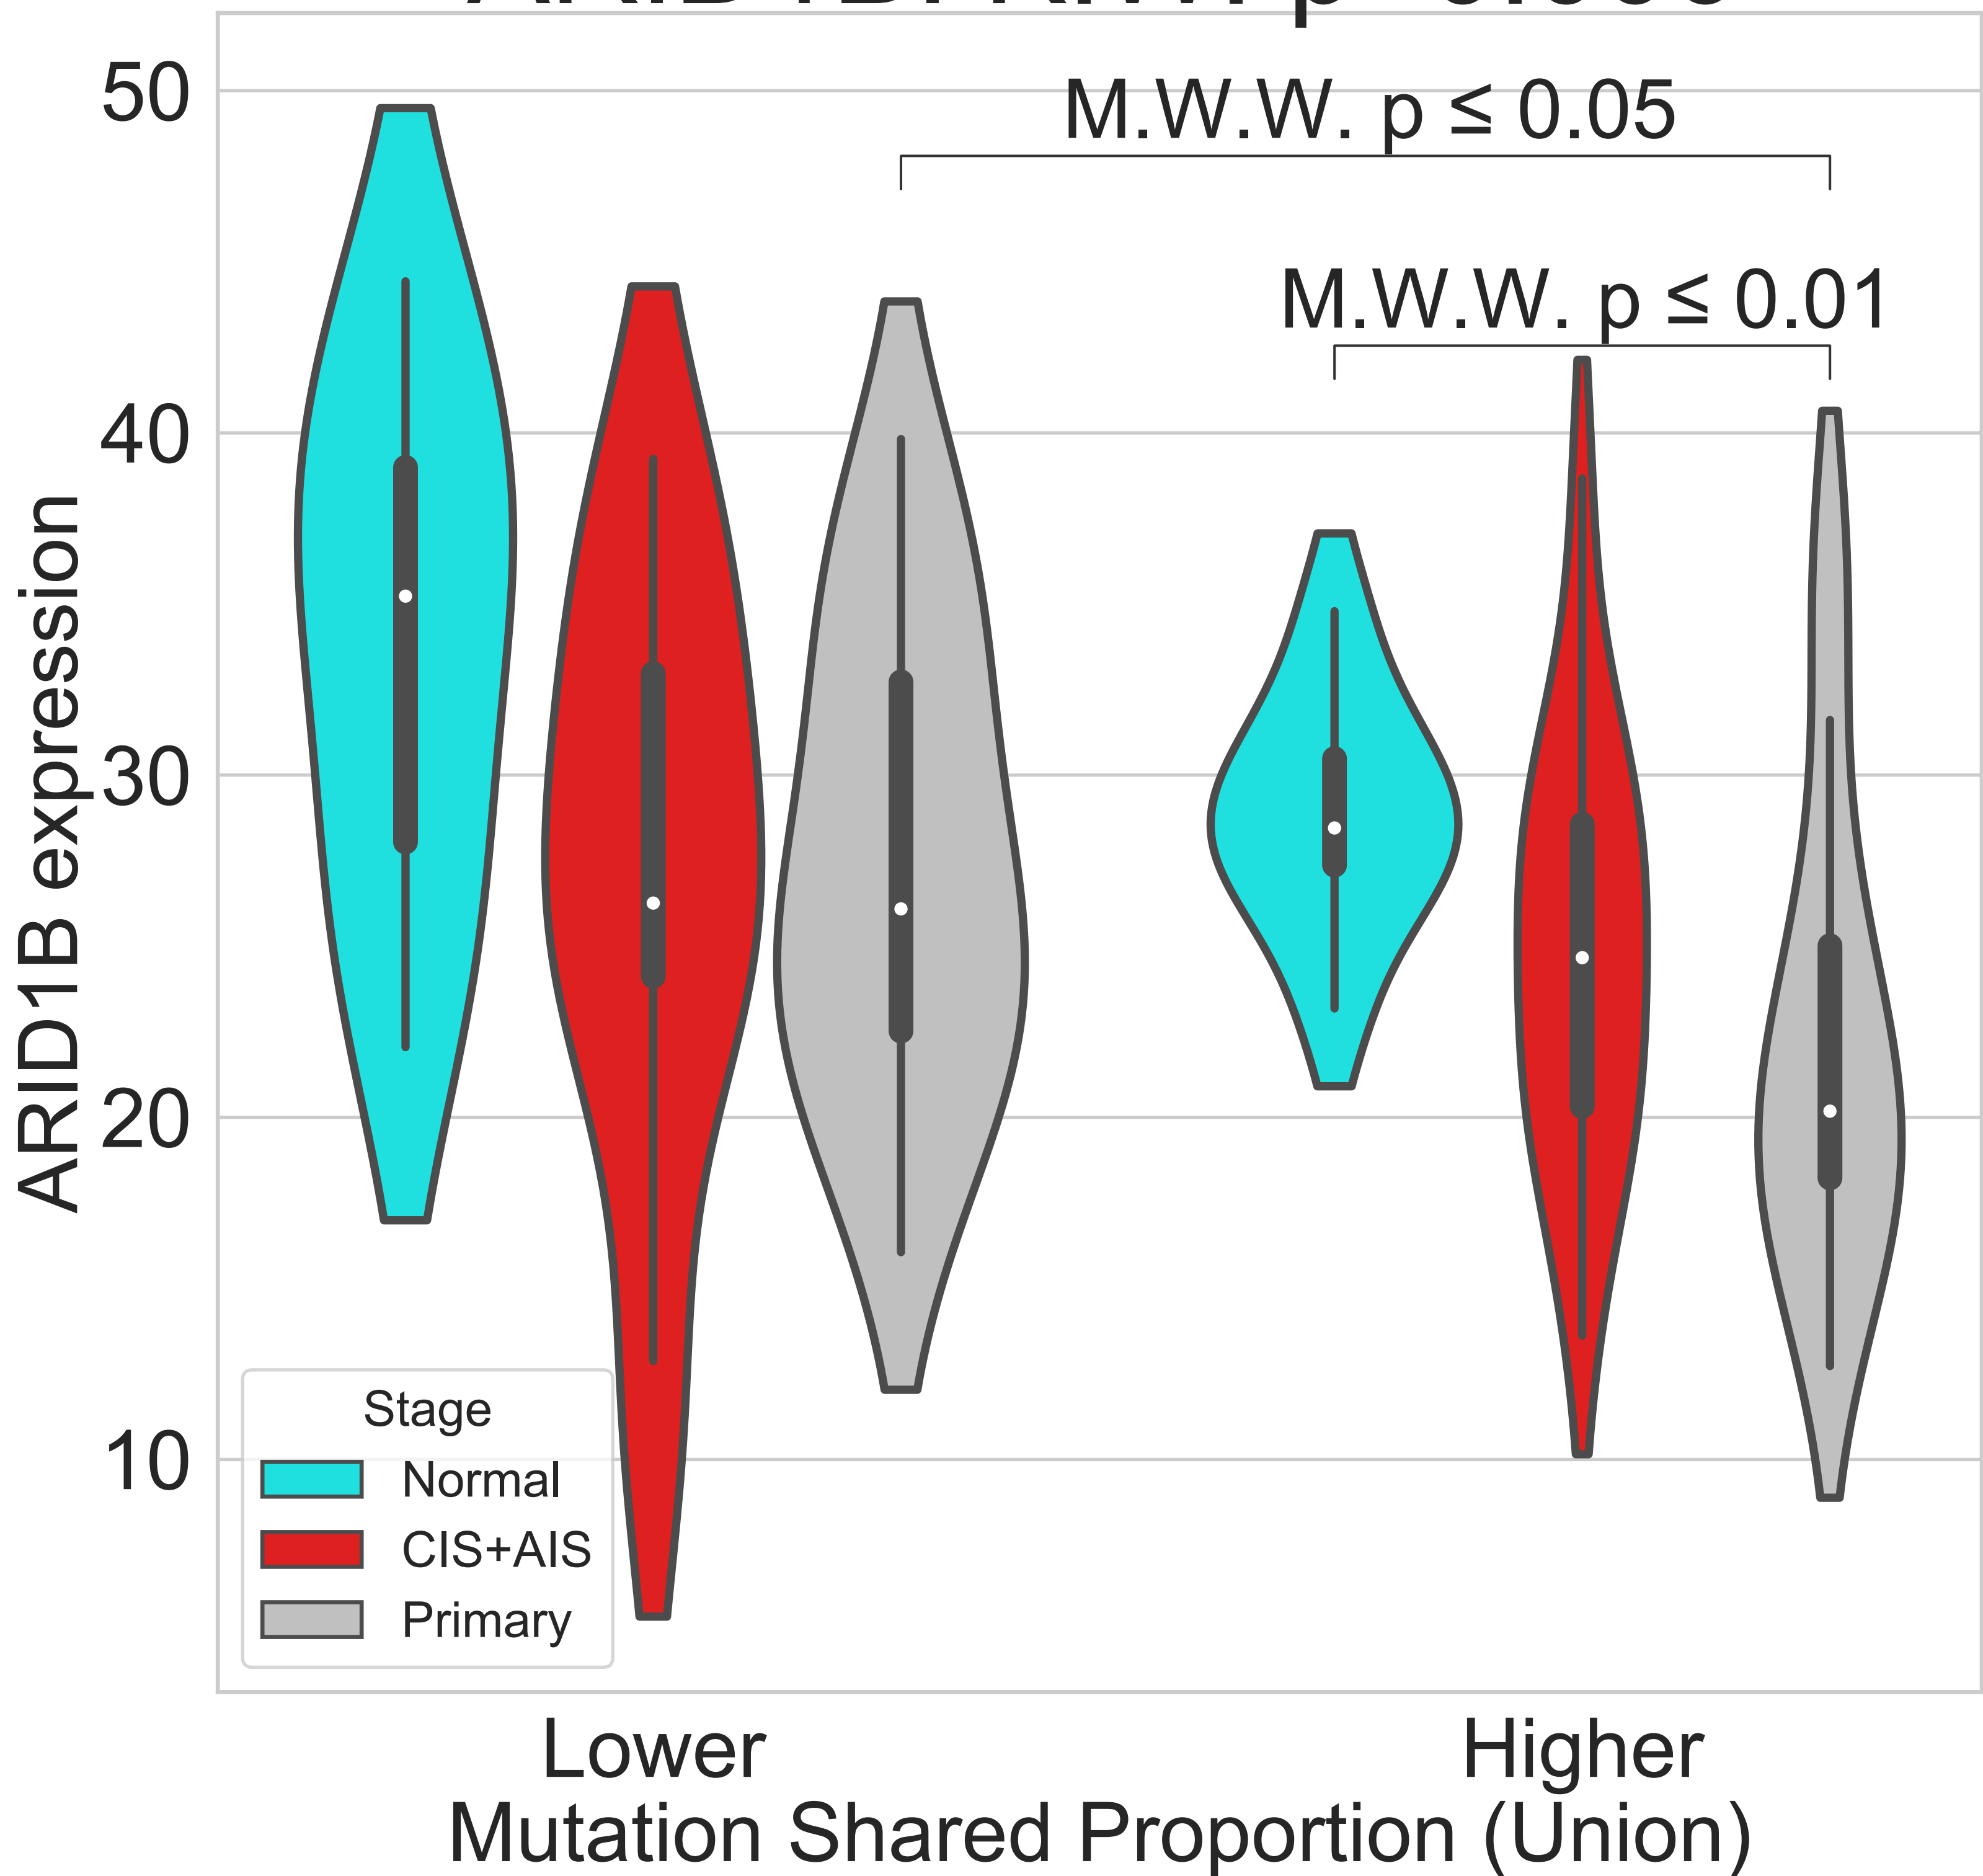 M.W.W. p ≤ 0.05
M.W.W. p ≤ 0.01
50
40
30
20
10
ARID1B expression
Stage
Normal
CIS+AIS
Primary
Lower
Higher
Mutation Shared Proportion (Union)